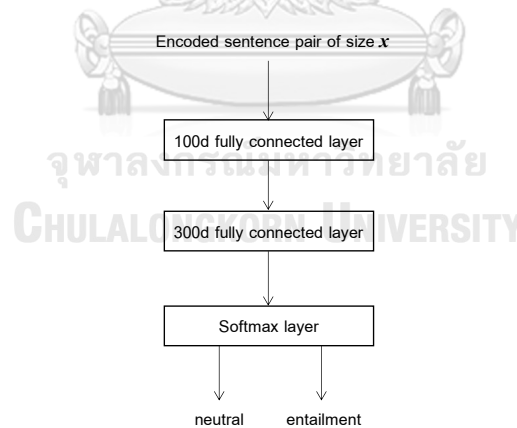 Encoded sentence pair of size x
100d fully connected layer
จุฬาลงกรณ์มหาวิทยาลัย
CHULALONGKORN UNIVERSITY
300d fully connected layer
Softmax layer
neutral entailment